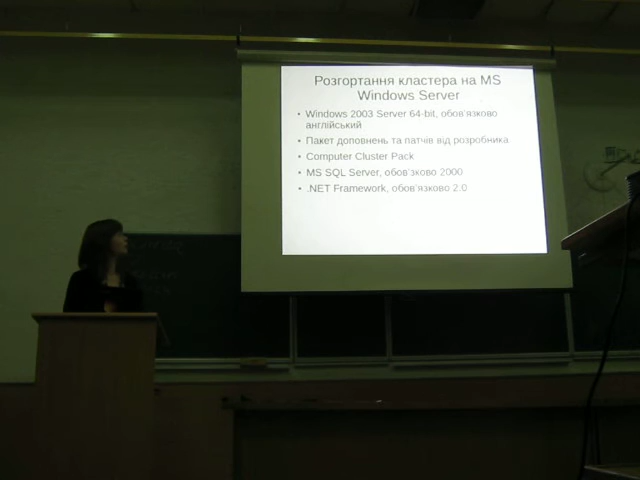 Розгортання кластера на MS
Windows Server
• Windows 2003 Server 64-bit, обов'язково
англійський
• Пакет доповнень та патчів від розробника
• Computer Cluster Pack
• MS SQL Server, обов'язково 2000
• .NET Framework, обов'язково 2.0